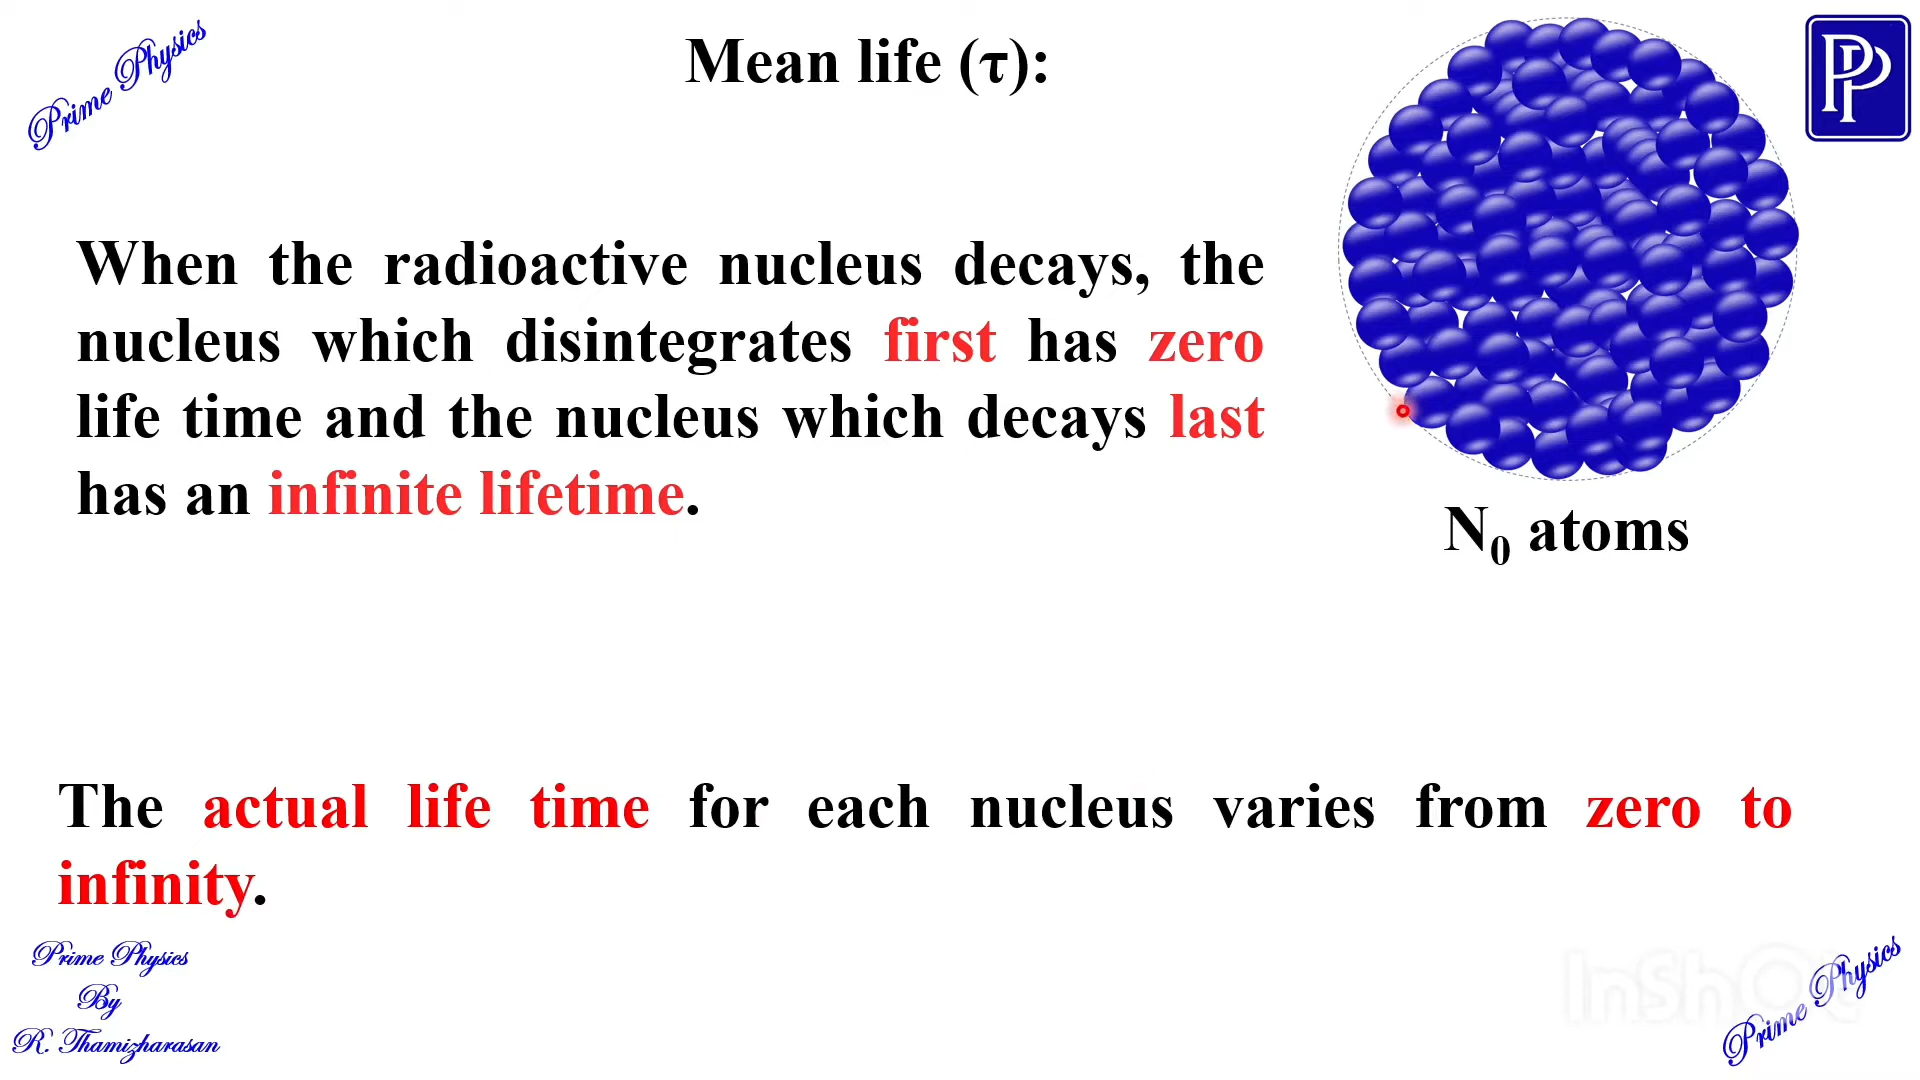 Prime Physics
Mean life (τ):
PP
When the radioactive nucleus decays, the
nucleus which disintegrates first has zero
life time and the nucleus which decays last
has an infinite lifetime.
N₀ atoms
The actual life time for each nucleus varies from zero to
infinity.
Prime Physics
By
R. Thamizharasan
InShOt
Prime Physics